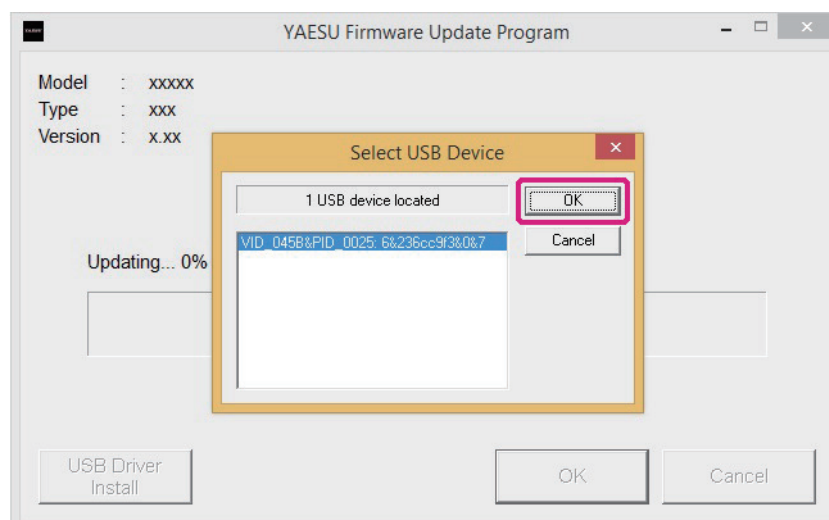 YAESU Firmware Update Program
Model : xxxxx
Type : xxx
Version : x.xx
Select USB Device
1 USB device located
OK
VID_045B&PID_0025: 6&236cc9f3&0&7
Cancel
Updating... 0%
USB Driver
Install
OK
Cancel